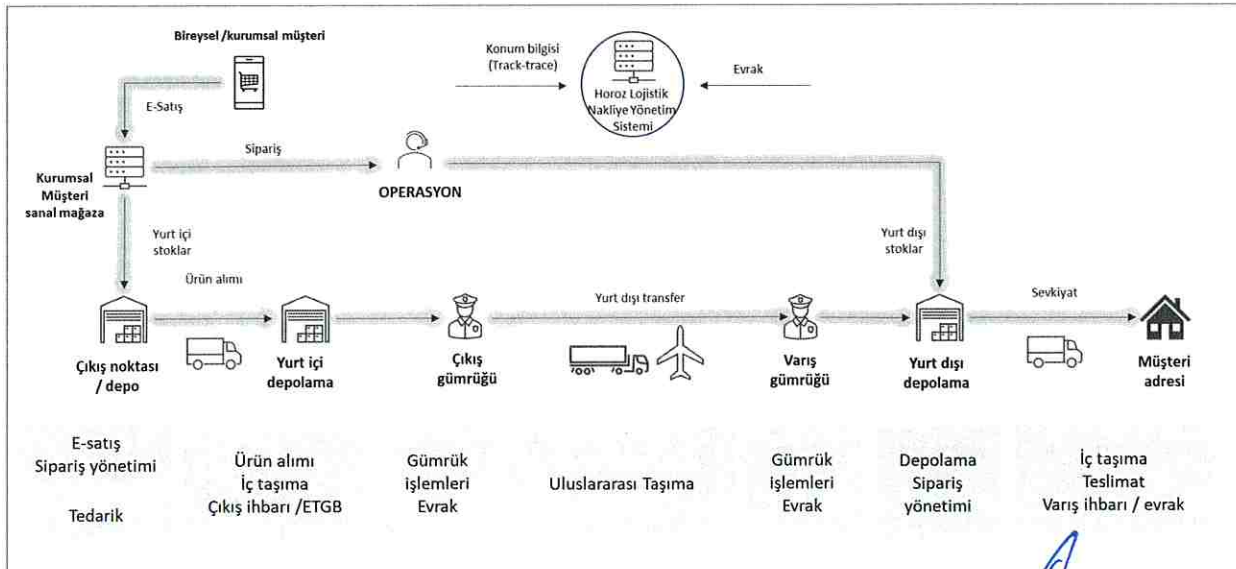 Bireysel /kurumsal müşteri
E-Satış
Konum bilgisi
(Track-trace)
Horoz Lojistik
Nakliye Yönetim
Sistemi
Evrak
Sipariş
OPERASYON
Kurumsal
Müşteri
sanal mağaza
Yurt içi
stoklar
Yurt dışı
stoklar
Ürün alımı
Yurt dışı transfer
Sevkiyat
Çıkış noktası
/ depo
Yurt içi
depolama
Çıkış
gümrüğü
Varış
gümrüğü
Yurt dışı
depolama
Müşteri
adresi
E-satış
Sipariş yönetimi
Tedarik
Ürün alımı
İç taşıma
Çıkış ihbarı /ETGB
Gümrük
işlemleri
Evrak
Uluslararası Taşıma
Gümrük
işlemleri
Evrak
Depolama
Sipariş
yönetimi
İç taşıma
Teslimat
Varış ihbarı / evrak